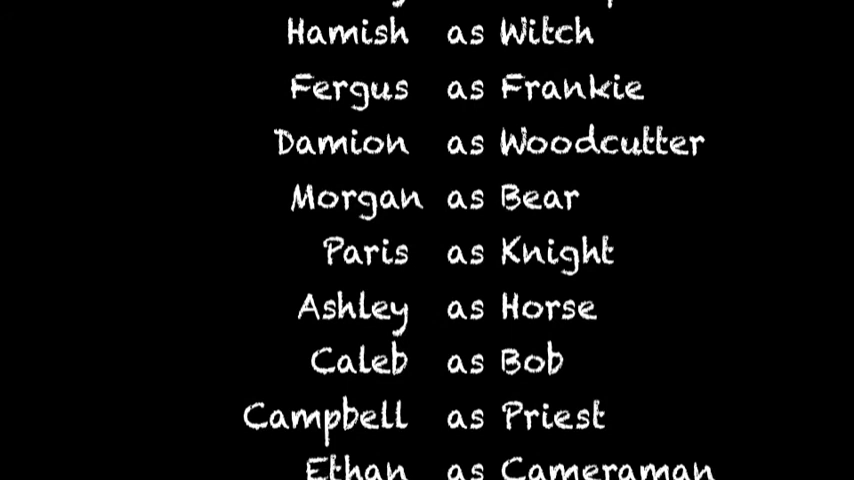 Hamish as Witch
Fergus as Frankie
Damion as Woodcutter
Morgan as Bear
Paris as Knight
Ashley as Horse
Caleb as Bob
Campbell as Priest
Ethan as Cameraman